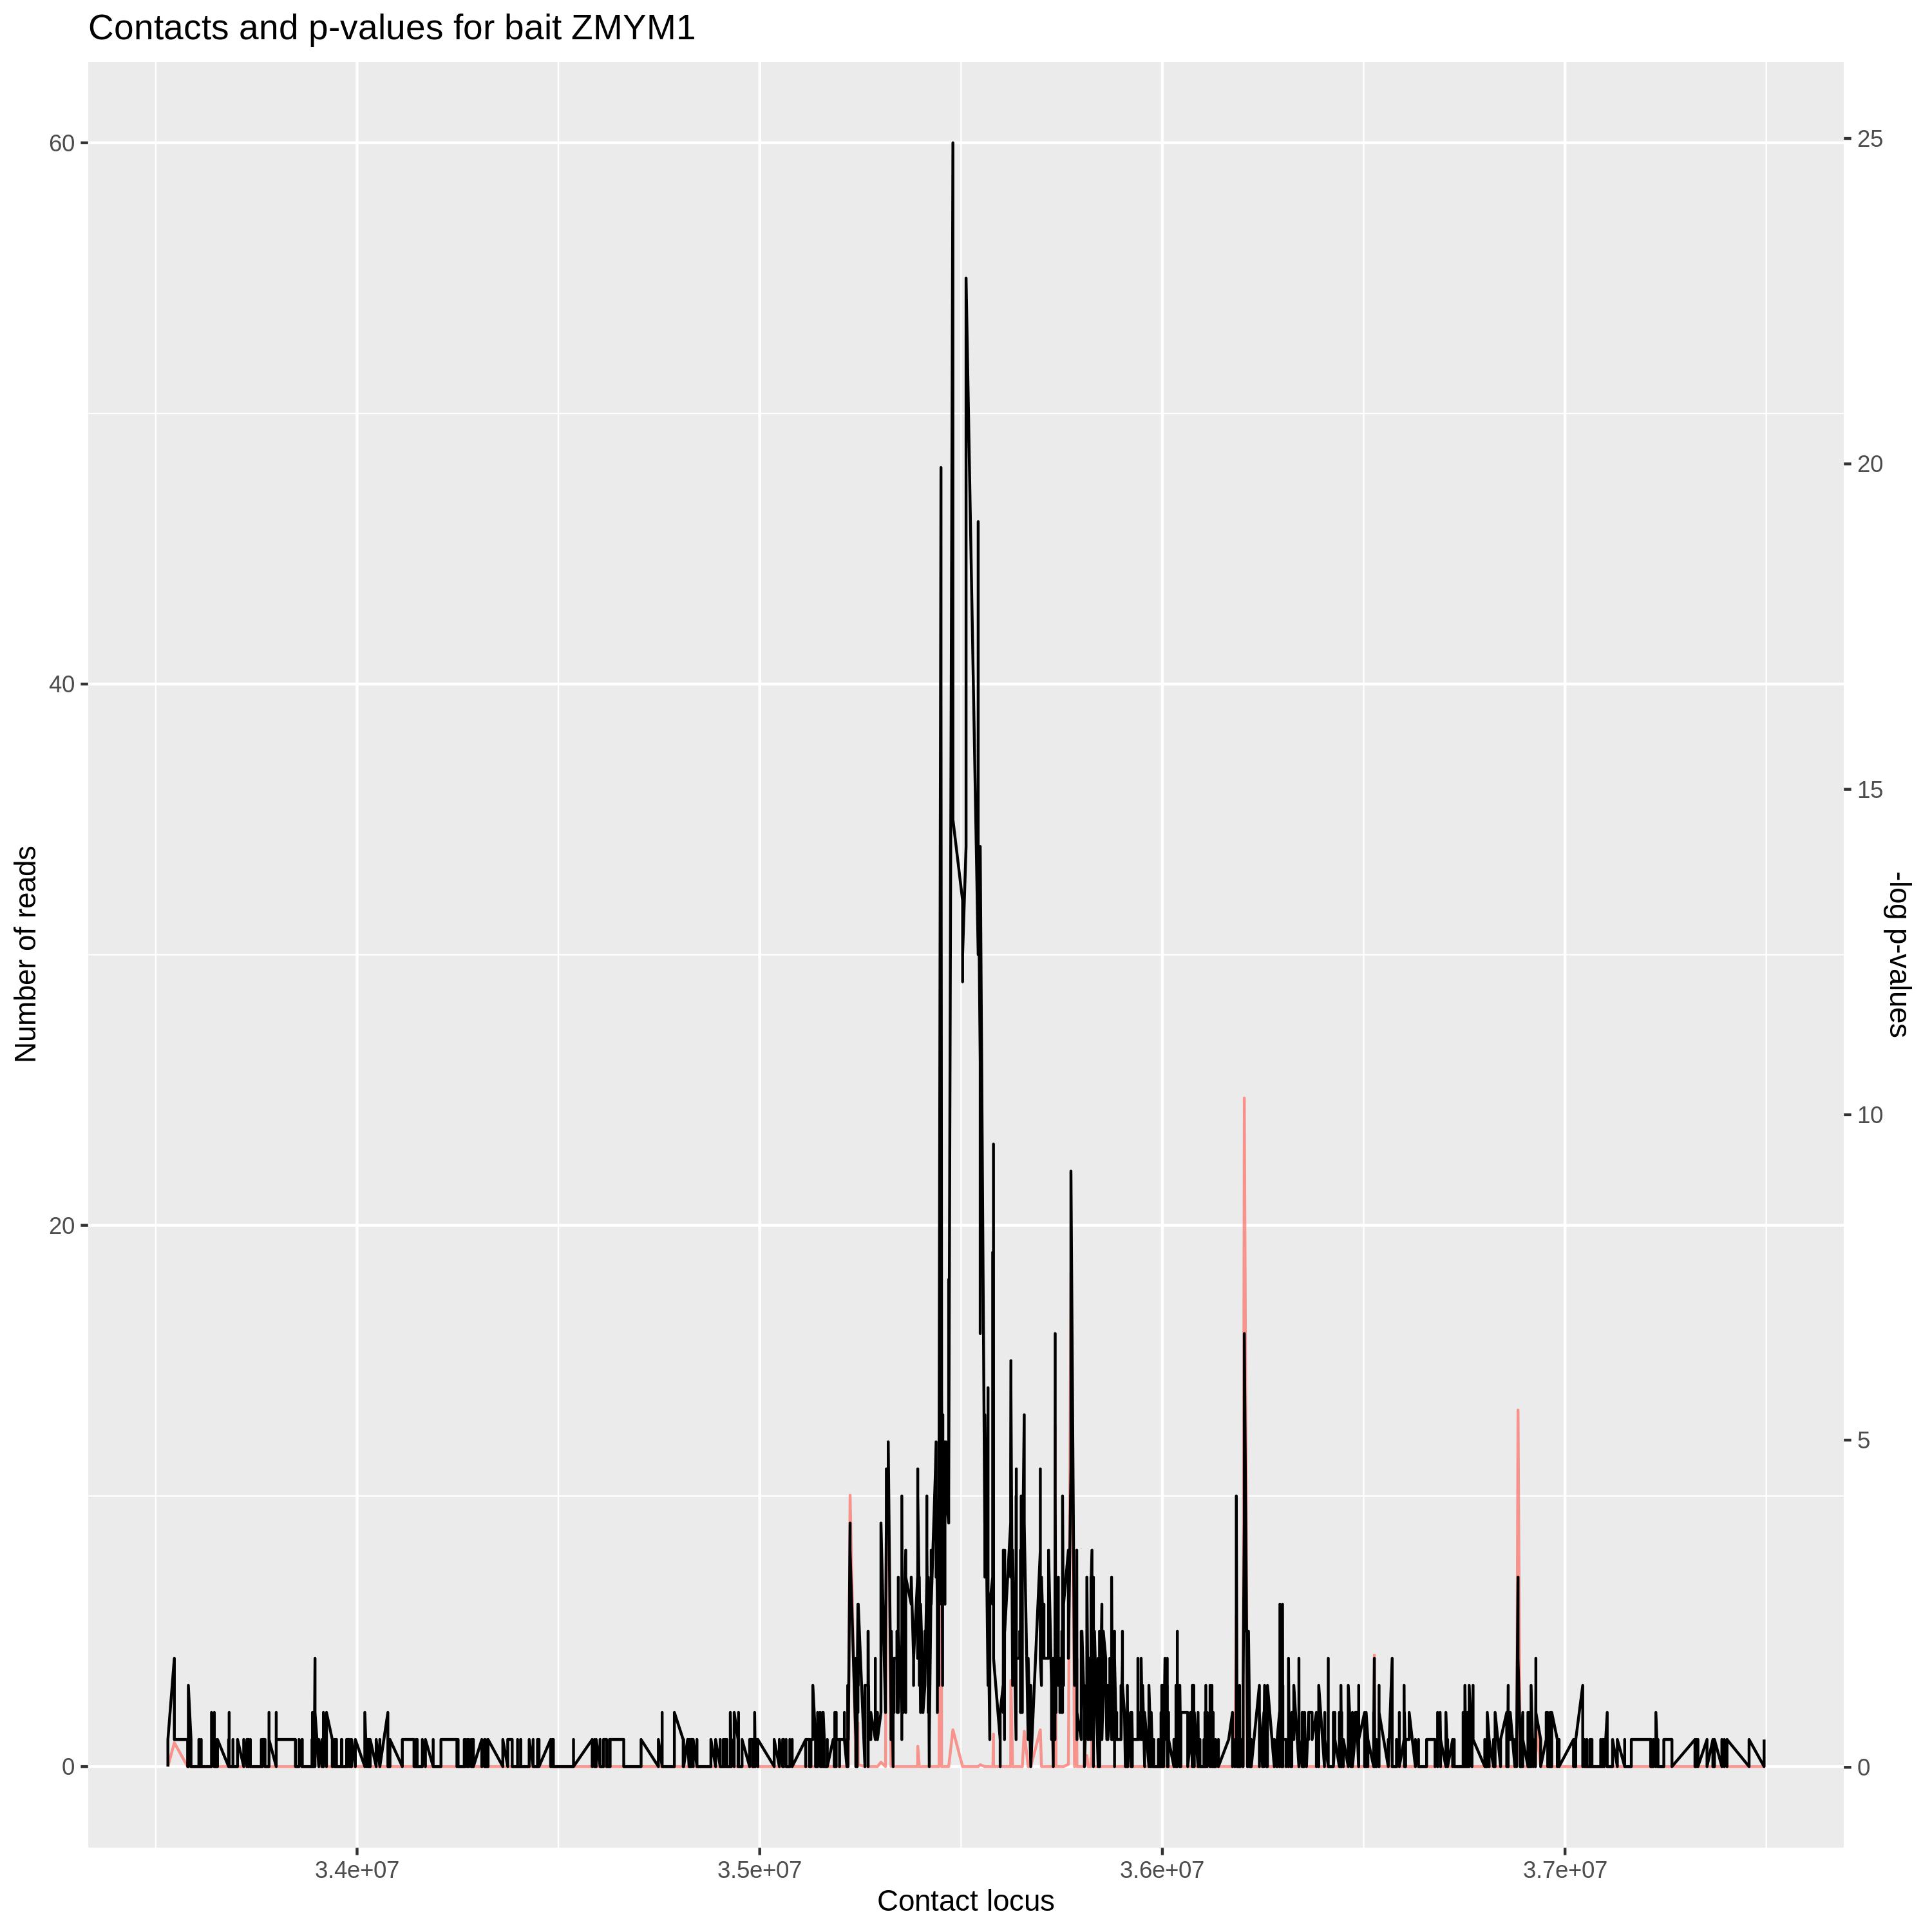 Contacts and p-values for bait ZMYM1
60
40
20
0
Number of reads
25
20
15
10
5
0
-log p-values
3.4e+07 3.5e+07 3.6e+07 3.7e+07
Contact locus